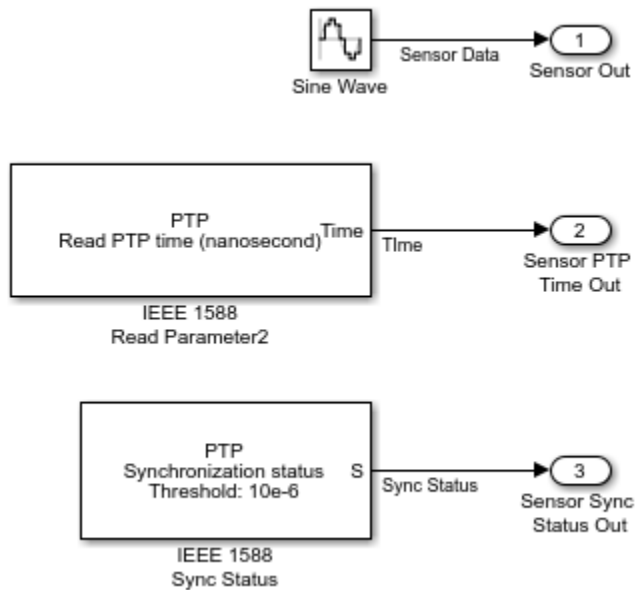 Sensor Data
1
Sine Wave
Sensor Out
PTP
Read PTP time (nanosecond)
Time
TIme
2
IEEE 1588
Read Parameter2
Sensor PTP
Time Out
PTP
Synchronization status
Threshold: 10e-6
S
Sync Status
3
IEEE 1588
Sync Status
Sensor Sync
Status Out